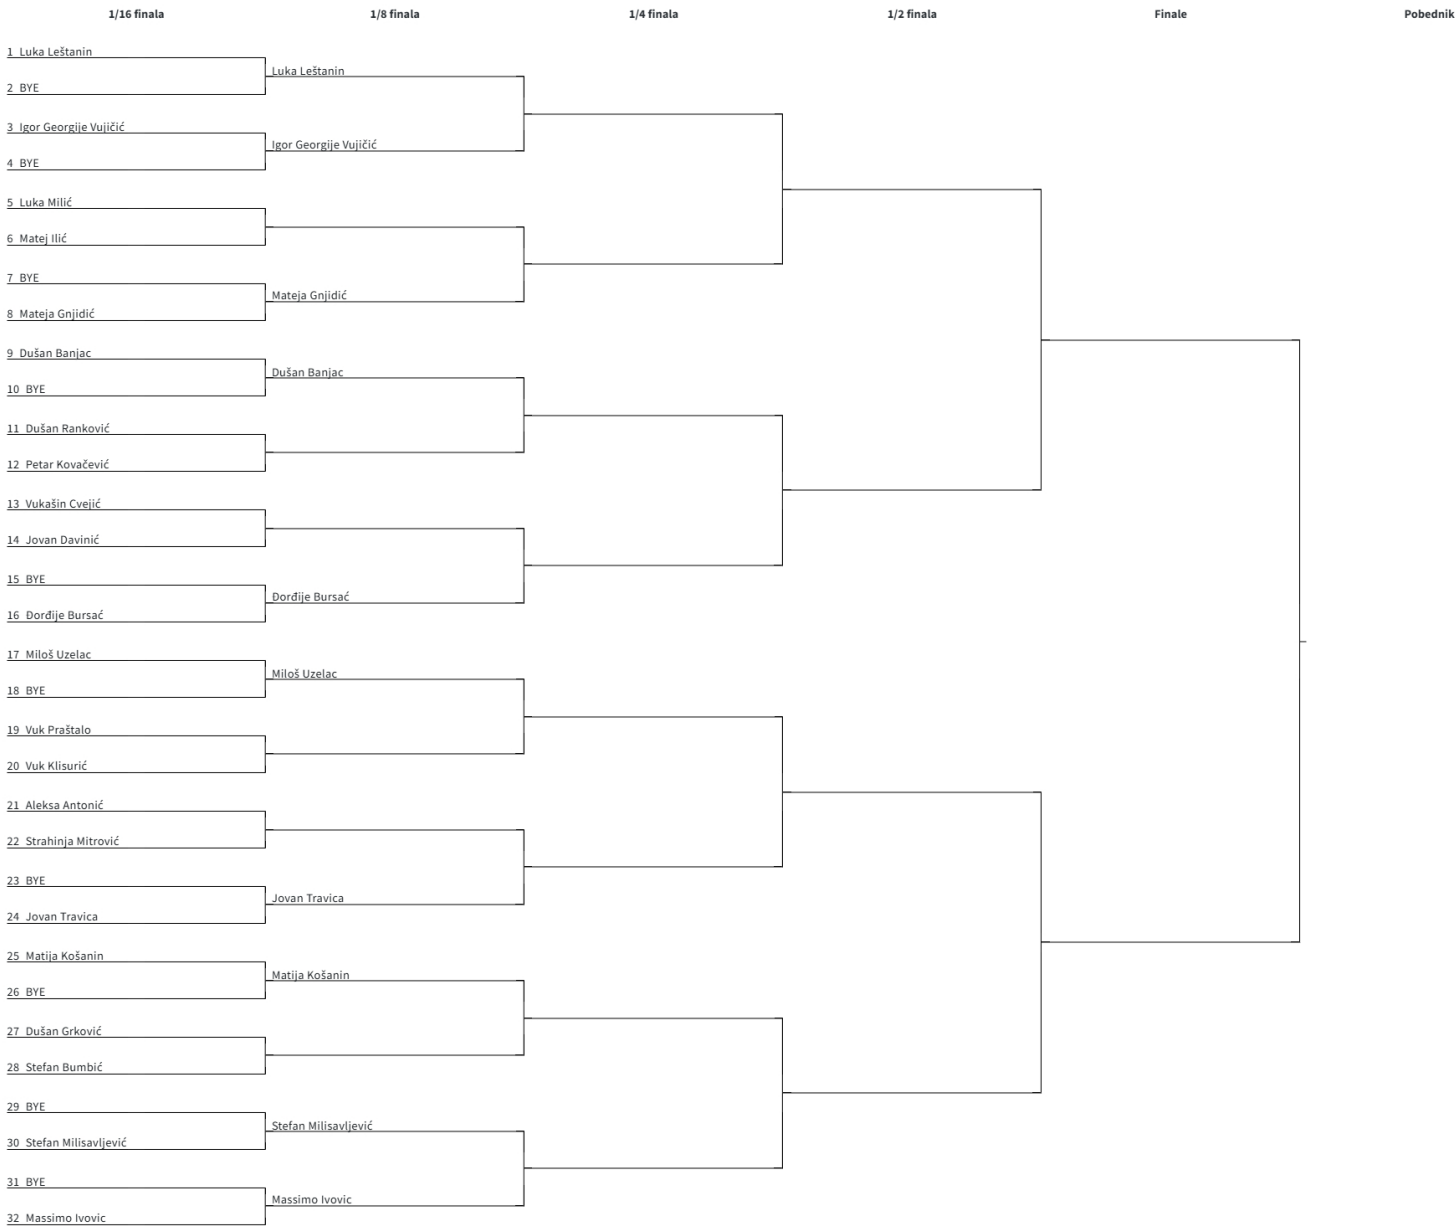 1/16 finala 1/8 finala 1/4 finala 1/2 finala Finale Pobednik
1 Luka Leštanin
Luka Leštanin
2 BYE
3 Igor Georgije Vujičić
Igor Georgije Vujičić
4 BYE
5 Luka Milić
6 Matej Ilić
7 BYE
Mateja Gnjidić
8 Mateja Gnjidić
9 Dušan Banjac
Dušan Banjac
10 BYE
11 Dušan Ranković
12 Petar Kovačević
13 Vukašin Cvejić
14 Jovan Davinić
15 BYE
Đorđije Bursać
16 Đorđije Bursać
17 Miloš Uzelac
Miloš Uzelac
18 BYE
19 Vuk Praštalo
20 Vuk Klisurić
21 Aleksa Antonić
22 Strahinja Mitrović
23 BYE
Jovan Travica
24 Jovan Travica
25 Matija Košanin
Matija Košanin
26 BYE
27 Dušan Grković
28 Stefan Bumbić
29 BYE
Stefan Milisavljević
30 Stefan Milisavljević
31 BYE
Massimo Ivovic
32 Massimo Ivovic